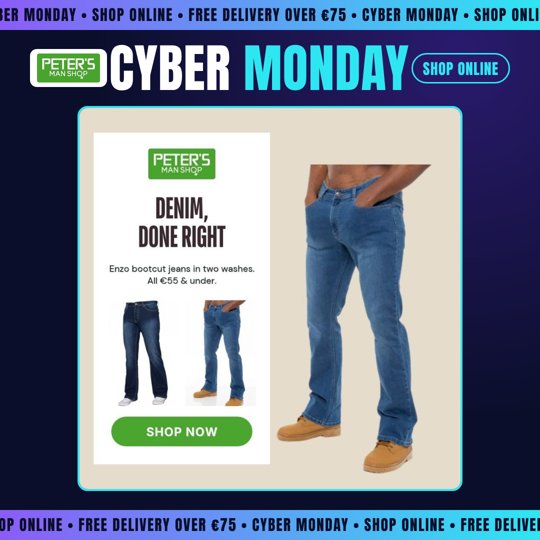 BER MONDAY • SHOP ONLINE • FREE DELIVERY OVER €75 • CYBER MONDAY • SHOP ONLI
PETER'S
MAN SHOP
CYBER MONDAY
SHOP ONLINE
PETER'S
MAN SHOP
DENIM,
DONE RIGHT
Enzo bootcut jeans in two washes.
All €55 & under.
SHOP NOW
OP ONLINE • FREE DELIVERY OVER €75 • CYBER MONDAY • SHOP ONLINE • FREE DELIVER